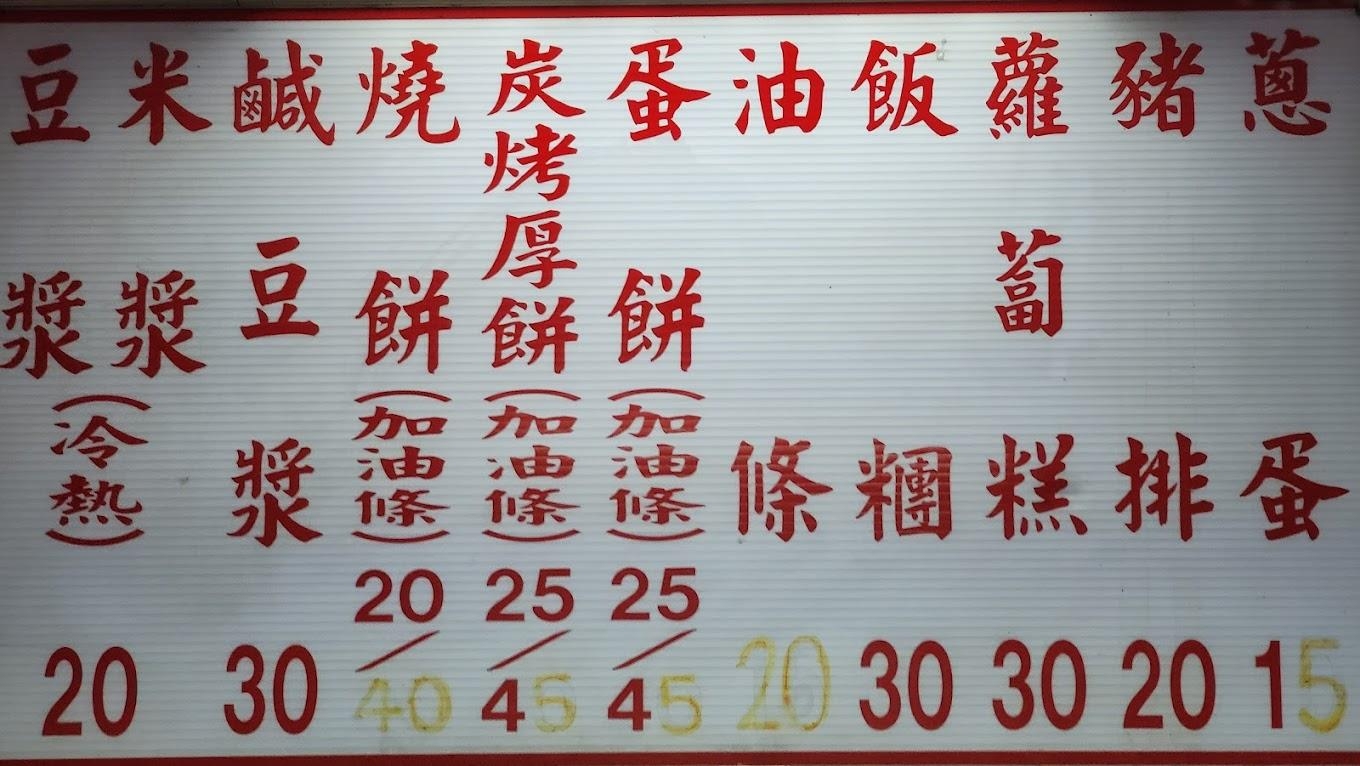 豆漿
米漿
(冷熱)
20
鹹豆漿
30
燒餅(加油條)
20/40
炭烤厚餅(加油條)
25/45
蛋餅(加油條)
25/45
油條
20
飯糰
30
蘿蔔糕
30
豬排
20
蔥蛋
15